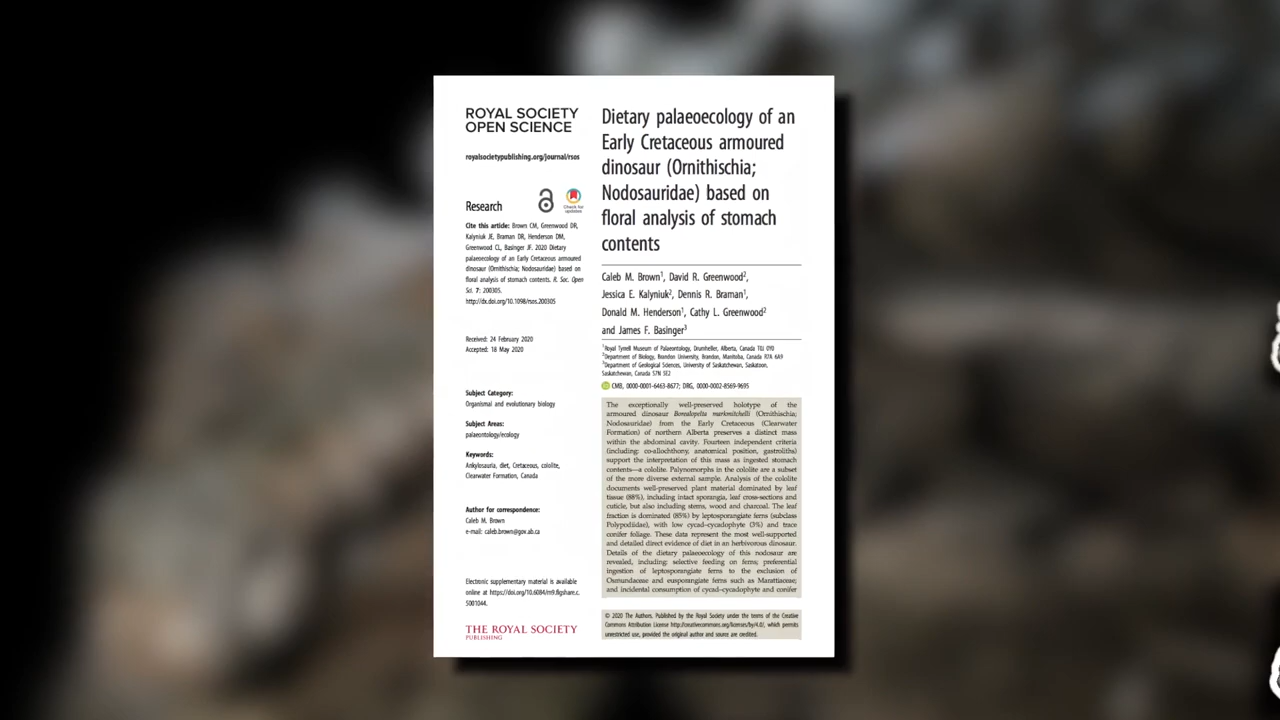 ROYAL SOCIETY
OPEN SCIENCE
royalsocietypublishing.org/journal/rsos
Research
Check for
updates
Cite this article: Brown CM, Greenwood DR,
Kalyniuk JE, Braman DR, Henderson DM,
Greenwood CL, Basinger JF. 2020 Dietary
palaeoecology of an Early Cretaceous armoured
dinosaur (Ornithischia; Nodosauridae) based on
floral analysis of stomach contents. R. Soc. Open
Sci. 7: 200305.
http://dx.doi.org/10.1098/rsos.200305
Received: 24 February 2020
Accepted: 18 May 2020
Subject Category:
Organismal and evolutionary biology
Subject Areas:
palaeontology/ecology
Keywords:
Ankylosauria, diet, Cretaceous, cololite,
Clearwater Formation, Canada
Author for correspondence:
Caleb M. Brown
e-mail: caleb.brown@gov.ab.ca
Electronic supplementary material is available
online at https://doi.org/10.6084/m9.figshare.c.
5001044.
THE ROYAL SOCIETY
PUBLISHING
Dietary palaeoecology of an
Early Cretaceous armoured
dinosaur (Ornithischia;
Nodosauridae) based on
floral analysis of stomach
contents
Caleb M. Brown1, David R. Greenwood2,
Jessica E. Kalyniuk2, Dennis R. Braman1,
Donald M. Henderson1, Cathy L. Greenwood2
and James F. Basinger3
1Royal Tyrrell Museum of Palaeontology, Drumheller, Alberta, Canada T0J 0Y0
2Department of Biology, Brandon University, Brandon, Manitoba, Canada R7A 6A9
3Department of Geological Sciences, University of Saskatchewan, Saskatoon,
Saskatchewan, Canada S7N 5E2
CMB, 0000-0001-6463-8677; DRG, 0000-0002-8569-9695
The exceptionally well-preserved holotype of the
armoured dinosaur Borealopelta markmitchelli (Ornithischia;
Nodosauridae) from the Early Cretaceous (Clearwater
Formation) of northern Alberta preserves a distinct mass
within the abdominal cavity. Fourteen independent criteria
(including: co-allochthony, anatomical position, gastroliths)
support the interpretation of this mass as ingested stomach
contents—a cololite. Palynomorphs in the cololite are a subset
of the more diverse external sample. Analysis of the cololite
documents well-preserved plant material dominated by leaf
tissue (88%), including intact sporangia, leaf cross-sections and
cuticle, but also including stems, wood and charcoal. The leaf
fraction is dominated (85%) by leptosporangiate ferns (subclass
Polypodiidae), with low cycad–cycadophyte (3%) and trace
conifer foliage. These data represent the most well-supported
and detailed direct evidence of diet in an herbivorous dinosaur.
Details of the dietary palaeoecology of this nodosaur are
revealed, including: selective feeding on ferns; preferential
ingestion of leptosporangiate ferns to the exclusion of
Osmundaceae and eusporangiate ferns such as Marattiaceae;
and incidental consumption of cycad–cycadophyte and conifer
© 2020 The Authors. Published by the Royal Society under the terms of the Creative
Commons Attribution License http://creativecommons.org/licenses/by/4.0/, which permits
unrestricted use, provided the original author and source are credited.